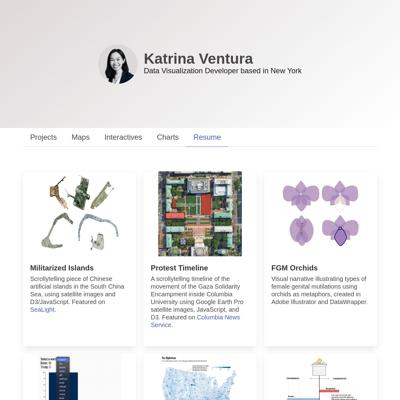 Katrina Ventura
Data Visualization Developer based in New York
Projects
Maps
Interactives
Charts
Resume
Militarized Islands
Scrollytelling piece of Chinese
artificial islands in the South China
Sea, using satellite images and
D3/JavaScript. Featured on
SeaLight.
Protest Timeline
A scrollytelling timeline of the
movement of the Gaza Solidarity
Encampment inside Columbia
University using Google Earth Pro
satellite images, JavaScript, and
D3. Featured on Columbia News
Service.
FGM Orchids
Visual narrative illustrating types of
female genital mutilations using
orchids as metaphors, created in
Adobe Illustrator and DataWrapper.